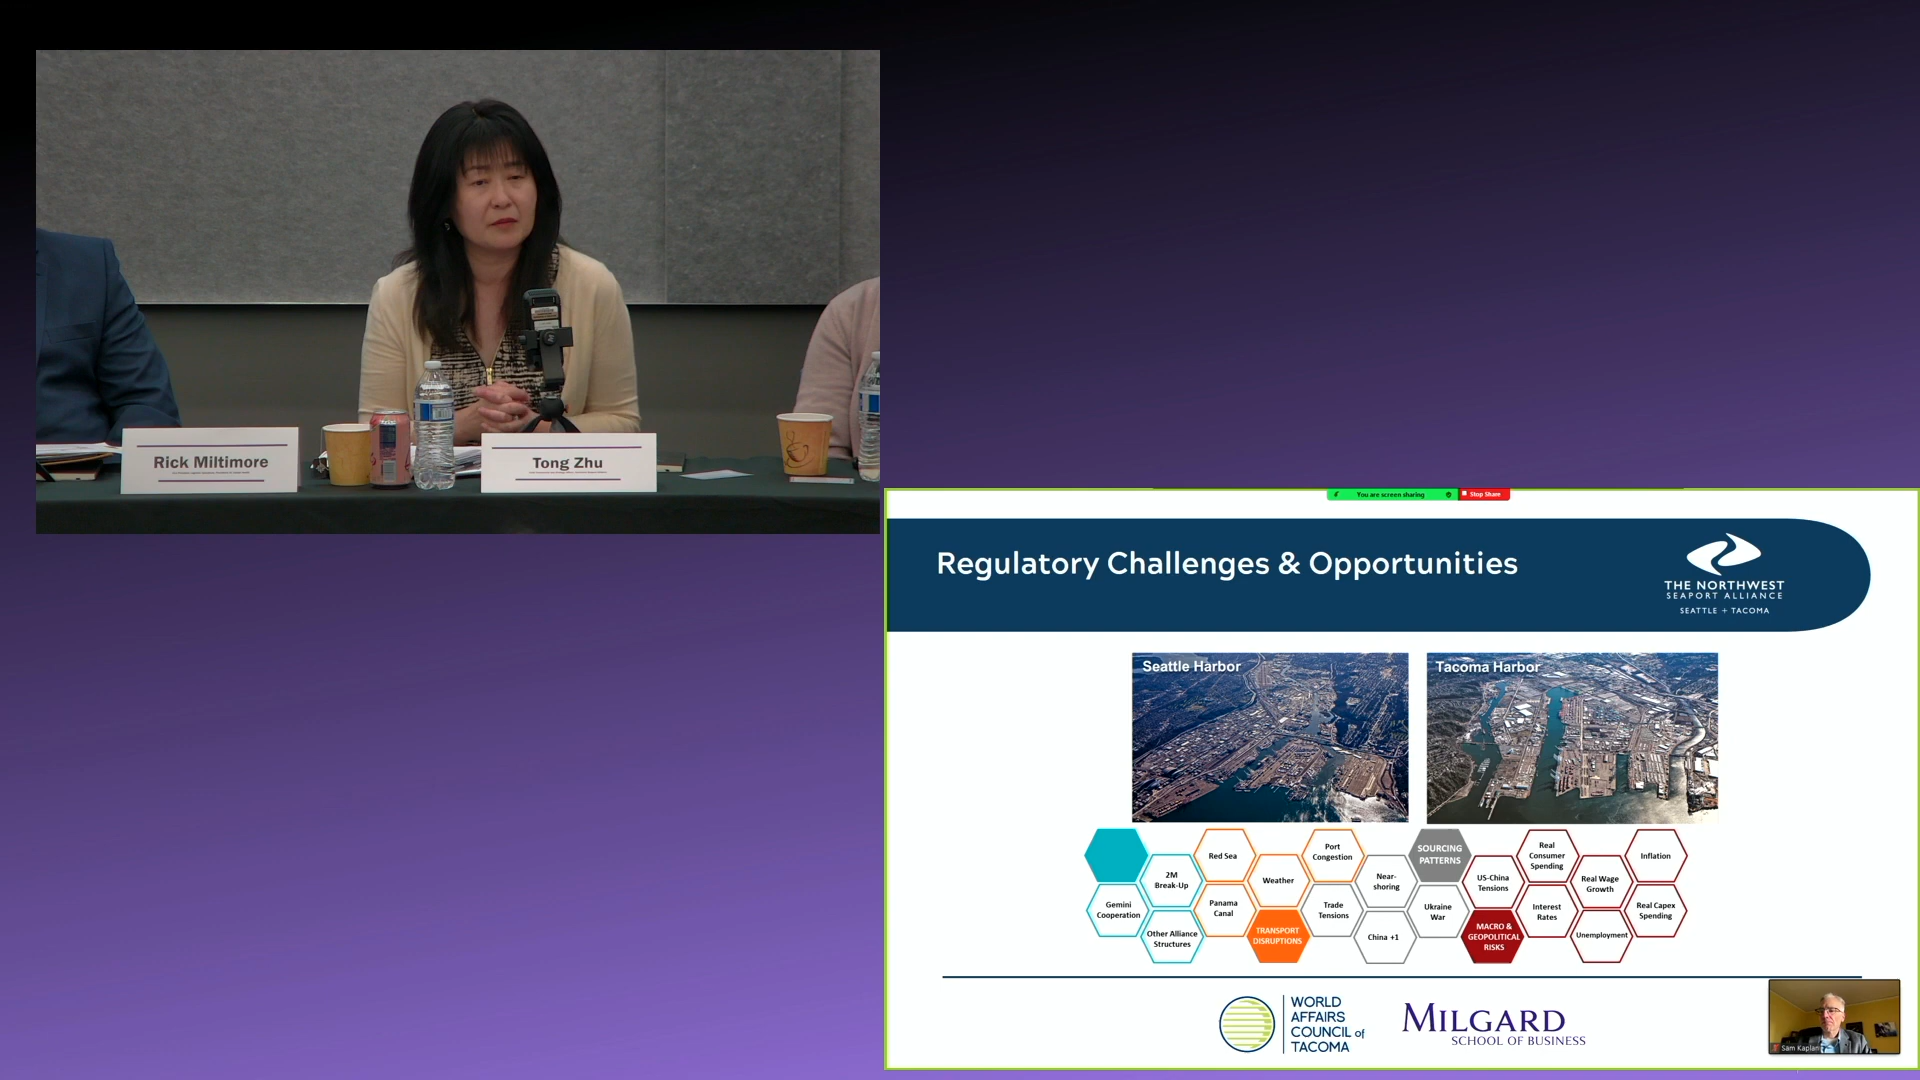 Rick Miltimore
Tong Zhu
You are screen sharing
Stop Share
Regulatory Challenges & Opportunities
THE NORTHWEST
SEAPORT ALLIANCE
SEATTLE + TACOMA
Seattle Harbor
Tacoma Harbor
2M
Break-Up
Gemini
Cooperation
Other Alliance
Structures
Red Sea
Weather
Panama
Canal
TRANSPORT
DISRUPTIONS
Port
Congestion
Near-
shoring
Trade
Tensions
China +1
SOURCING
PATTERNS
Ukraine
War
US-China
Tensions
MACRO &
GEOPOLITICAL
RISKS
Real
Consumer
Spending
Interest
Rates
Real Wage
Growth
Unemployment
Inflation
Real Capex
Spending
WORLD
AFFAIRS
COUNCIL of
TACOMA
MILGARD
SCHOOL OF BUSINESS
Sam Kaplan